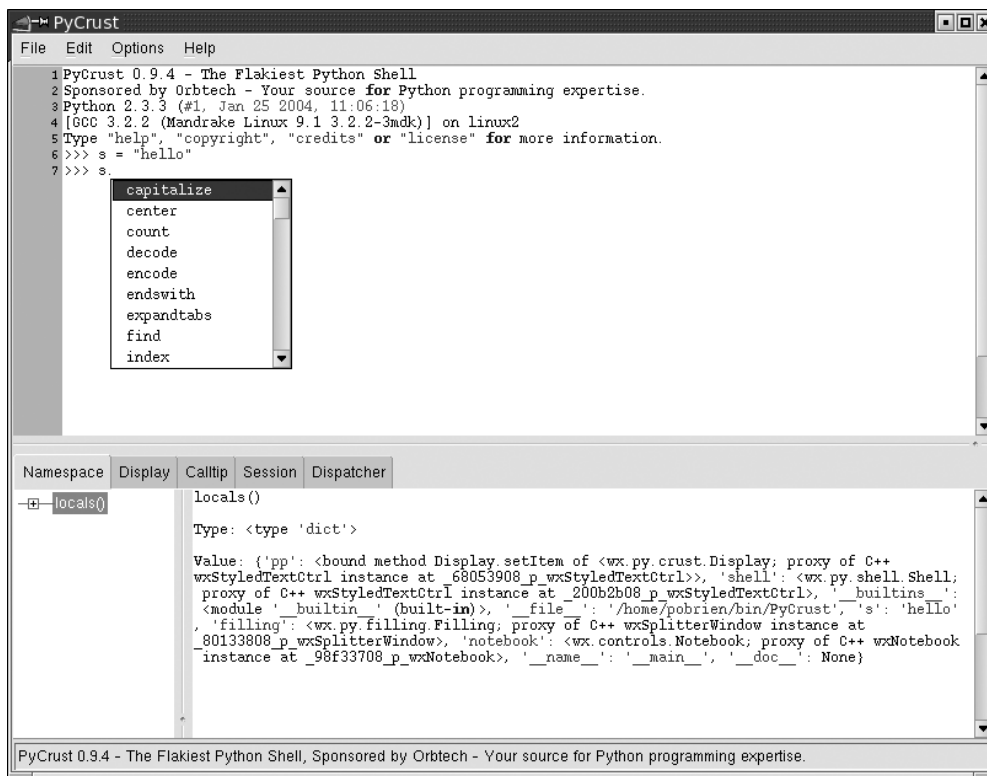 PyCrust
File Edit Options Help
1 PyCrust 0.9.4 - The Flakiest Python Shell
2 Sponsored by Orbtech - Your source for Python programming expertise.
3 Python 2.3.3 (#1, Jan 25 2004, 11:06:18)
4 [GCC 3.2.2 (Mandrake Linux 9.1 3.2.2-3mdk)] on linux2
5 Type "help", "copyright", "credits" or "license" for more information.
6 >>> s = "hello"
7 >>> s.
capitalize
center
count
decode
encode
endswith
expandtabs
find
index
Namespace Display Calltip Session Dispatcher
locals()
locals()
Type: <type 'dict'>
Value: {'pp': <bound method Display.setItem of <wx.py.crust.Display; proxy of C++
wxStyledTextCtrl instance at _68053908_p_wxStyledTextCtrl>>, 'shell': <wx.py.shell.Shell;
proxy of C++ wxStyledTextCtrl instance at _200b2b08_p_wxStyledTextCtrl>, '__builtins__':
<module '__builtin__' (built-in)>, '__file__': '/home/pobrien/bin/PyCrust', 's': 'hello'
, 'filling': <wx.py.filling.Filling; proxy of C++ wxSplitterWindow instance at
_80133808_p_wxSplitterWindow>, 'notebook': <wx.controls.Notebook; proxy of C++ wxNotebook
instance at _98f33708_p_wxNotebook>, '__name__': '__main__', '__doc__': None}
PyCrust 0.9.4 - The Flakiest Python Shell, Sponsored by Orbtech - Your source for Python programming expertise.